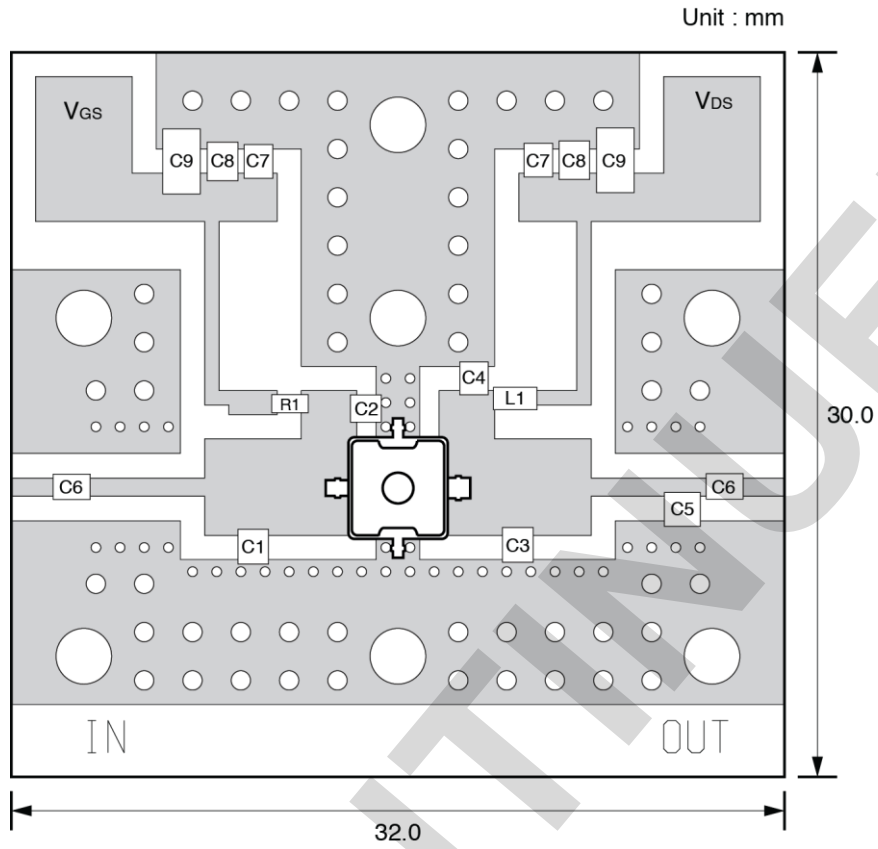 Unit : mm
VGS
VDS
C9 C8 C7
C7 C8 C9
C4
R1
C2
L1
30.0
C6
C6
C5
C1
C3
IN
OUT
32.0